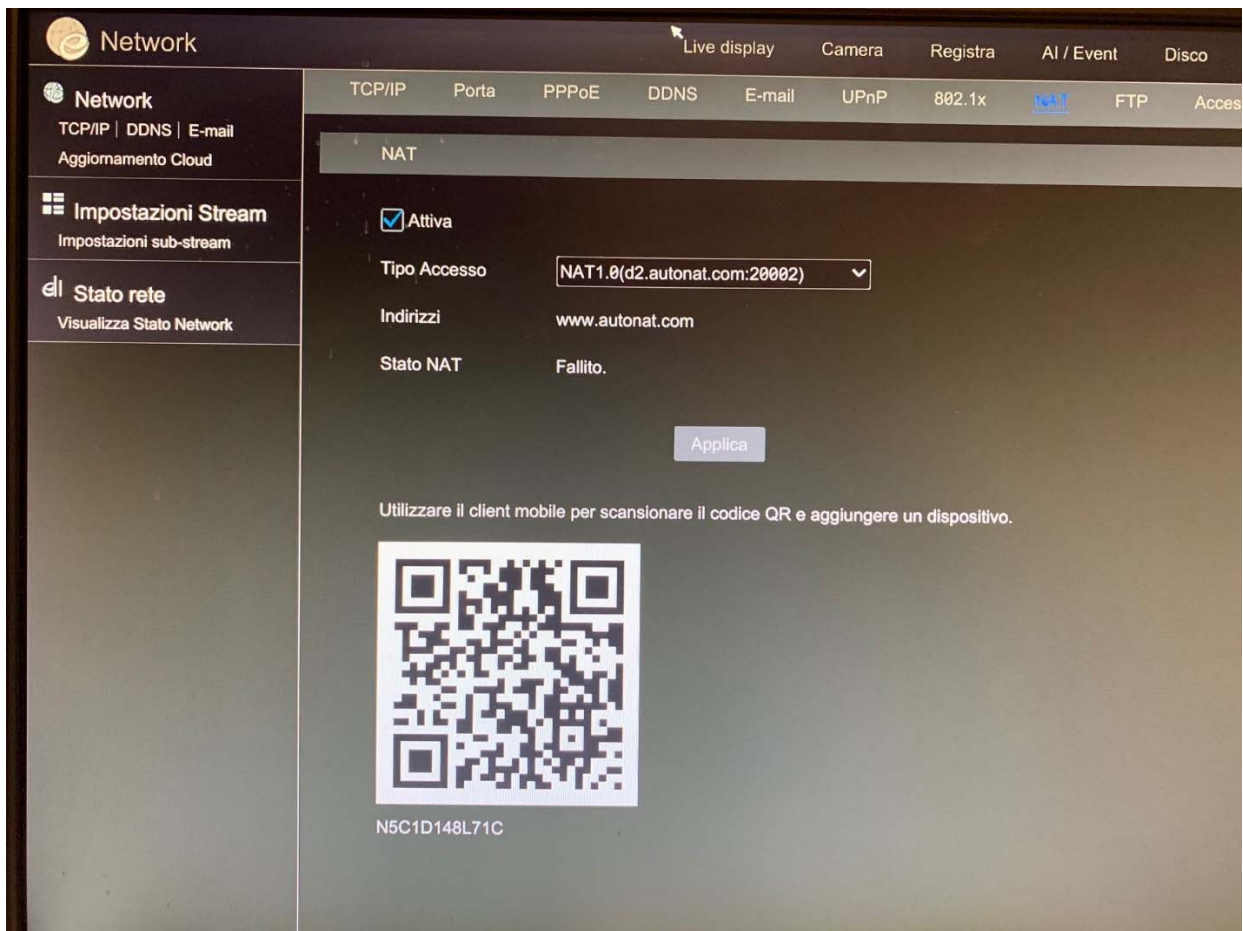 Network
Live display Camera Registra AI / Event Disco
Network
TCP/IP | DDNS | E-mail
Aggiornamento Cloud
Impostazioni Stream
Impostazioni sub-stream
Stato rete
Visualizza Stato Network
TCP/IP Porta PPPoE DDNS E-mail UPnP 802.1x NAT FTP Acces
NAT
Attiva
Tipo Accesso NAT1.0(d2.autonat.com:20002)
Indirizzi www.autonat.com
Stato NAT Fallito.
Applica
Utilizzare il client mobile per scansionare il codice QR e aggiungere un dispositivo.
N5C1D148L71C